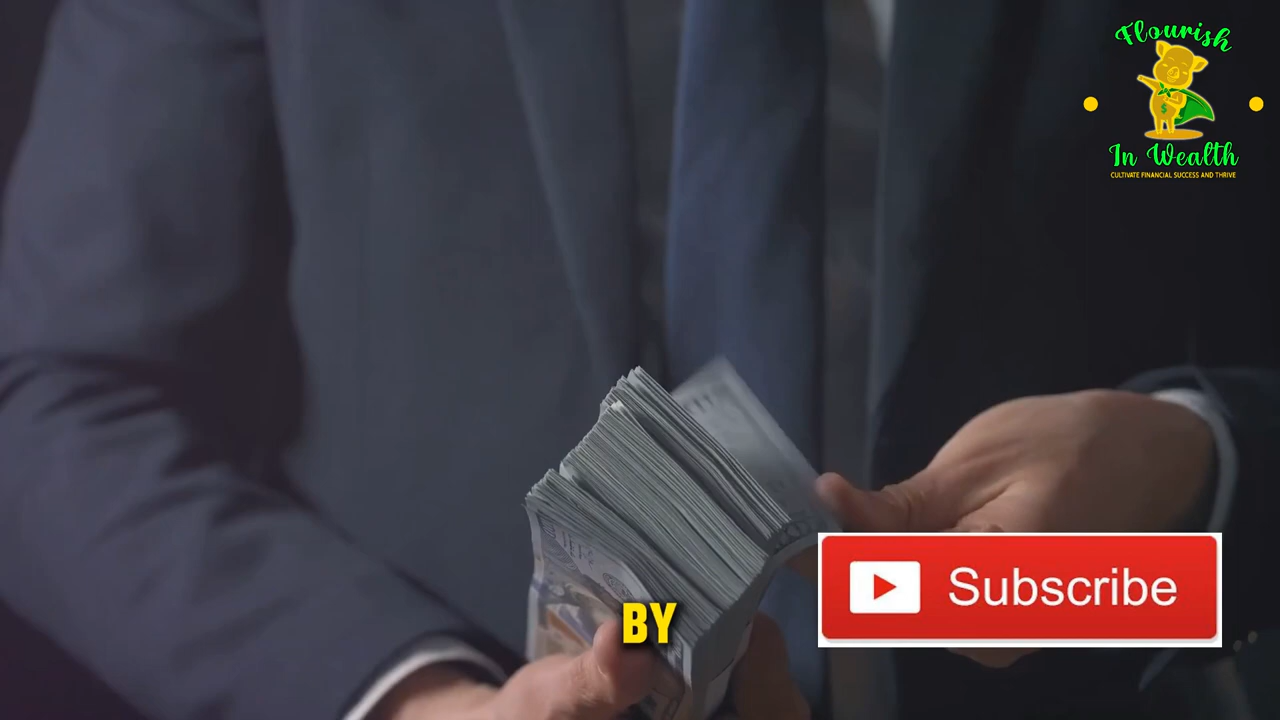 Flourish
In Wealth
CULTIVATE FINANCIAL SUCCESS AND THRIVE
BY
Subscribe